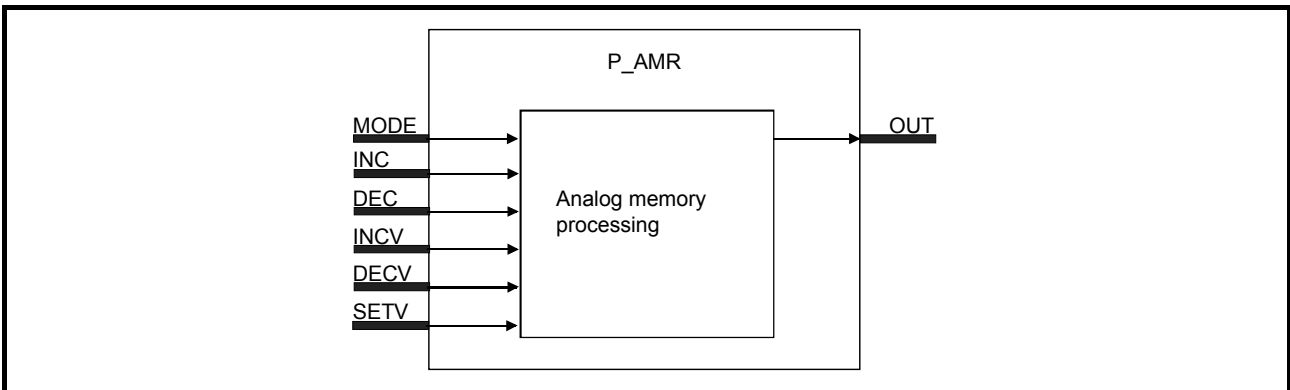 P_AMR
MODE
OUT
INC
DEC
INCV
DECV
SETV
Analog memory
processing